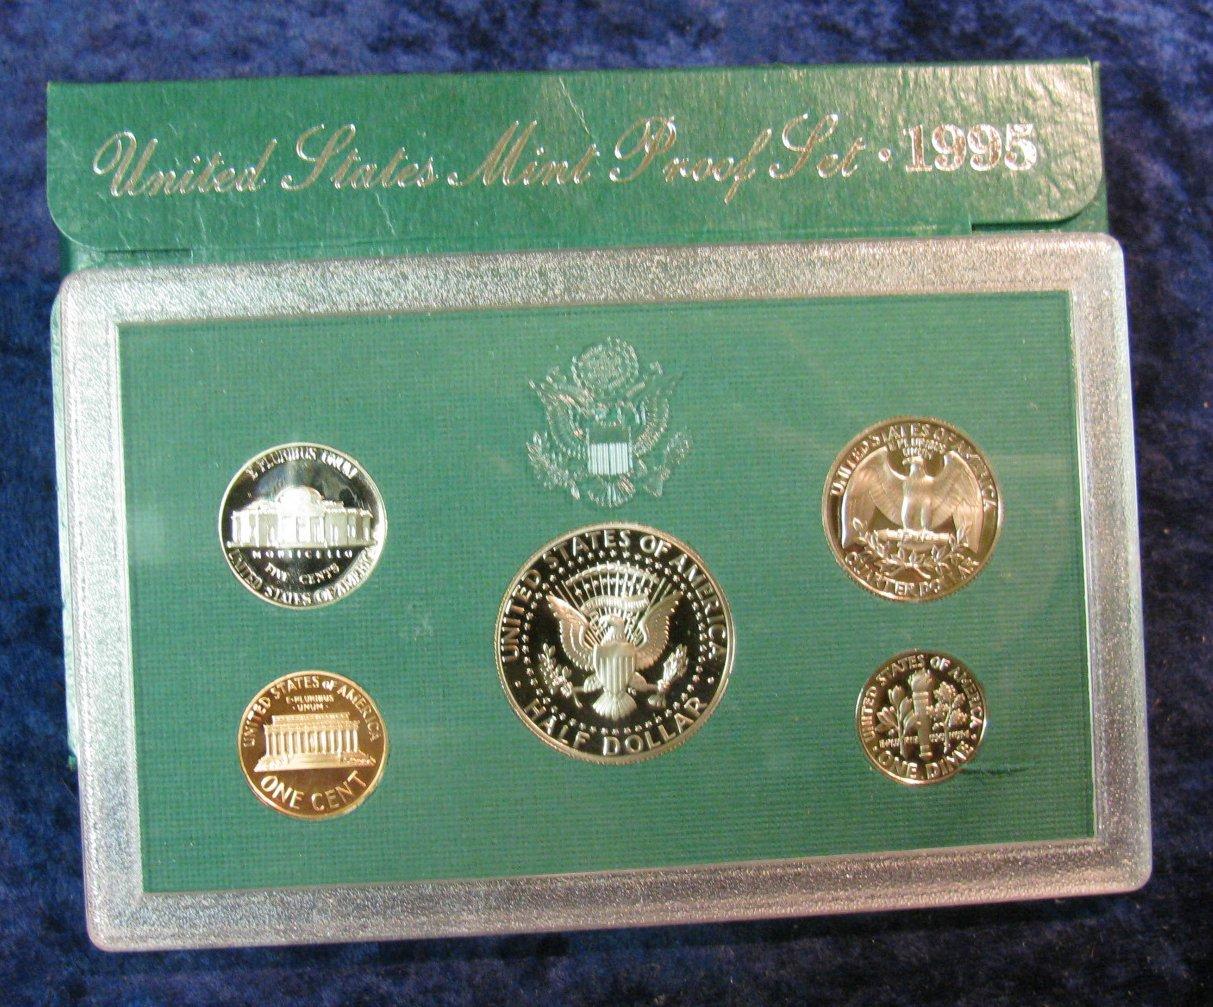 United States Mint Proof Set · 1995
E PLURIBUS UNUM
MONTICELLO
FIVE CENTS
UNITED STATES OF AMERICA
UNITED STATES OF AMERICA
HALF DOLLAR
UNITED STATES OF AMERICA
E PLURIBUS
UNUM
QUARTER DOLLAR
UNITED STATES OF AMERICA
E·PLURIBUS
·UNUM·
ONE CENT
UNITED STATES OF AMERICA
ONE DIME